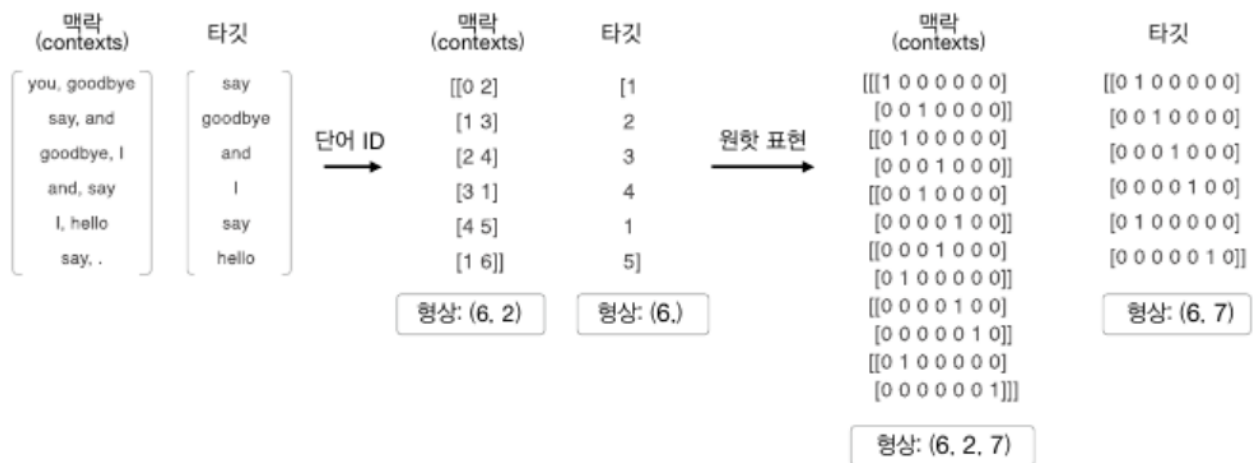 맥락
(contexts)
타깃
you, goodbye
say, and
goodbye, I
and, say
I, hello
say, .
say
goodbye
and
I
say
hello
단어 ID
맥락
(contexts)
타깃
[[0 2]
[1 3]
[2 4]
[3 1]
[4 5]
[1 6]]
[1
2
3
4
1
5]
형상: (6, 2)
형상: (6,)
원핫 표현
맥락
(contexts)
타깃
[[[1 0 0 0 0 0 0]
[0 0 1 0 0 0 0]]
[[0 1 0 0 0 0 0]
[0 0 0 1 0 0 0]]
[[0 0 1 0 0 0 0]
[0 0 0 0 1 0 0]]
[[0 0 0 1 0 0 0]
[0 1 0 0 0 0 0]]
[[0 0 0 0 1 0 0]
[0 0 0 0 0 1 0]]
[[0 1 0 0 0 0 0]
[0 0 0 0 0 0 1]]]
[[0 1 0 0 0 0 0]
[0 0 1 0 0 0 0]
[0 0 0 1 0 0 0]
[0 0 0 0 1 0 0]
[0 1 0 0 0 0 0]
[0 0 0 0 0 1 0]]
형상: (6, 2, 7)
형상: (6, 7)